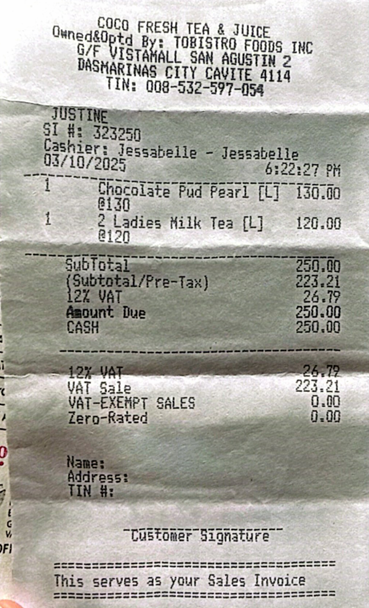 COCO FRESH TEA & JUICE
Owned&Optd By: TOBISTRO FOODS INC
G/F VISTAMALL SAN AGUSTIN 2
DASMARINAS CITY CAVITE 4114
TIN: 008-532-597-054
JUSTINE
SI #: 323250
Cashier: Jessabelle - Jessabelle
03/10/2025 6:22:27 PM
1 Chocolate Pud Pearl [L] 130.00
@130
1 2 Ladies Milk Tea [L] 120.00
@120
SubTotal 250.00
(Subtotal/Pre-Tax) 223.21
12% VAT 26.79
Amount Due 250.00
CASH 250.00
12% VAT 26.79
VAT Sale 223.21
VAT-EXEMPT SALES 0.00
Zero-Rated 0.00
Name:
Address:
TIN #:
Customer Signature
This serves as your Sales Invoice